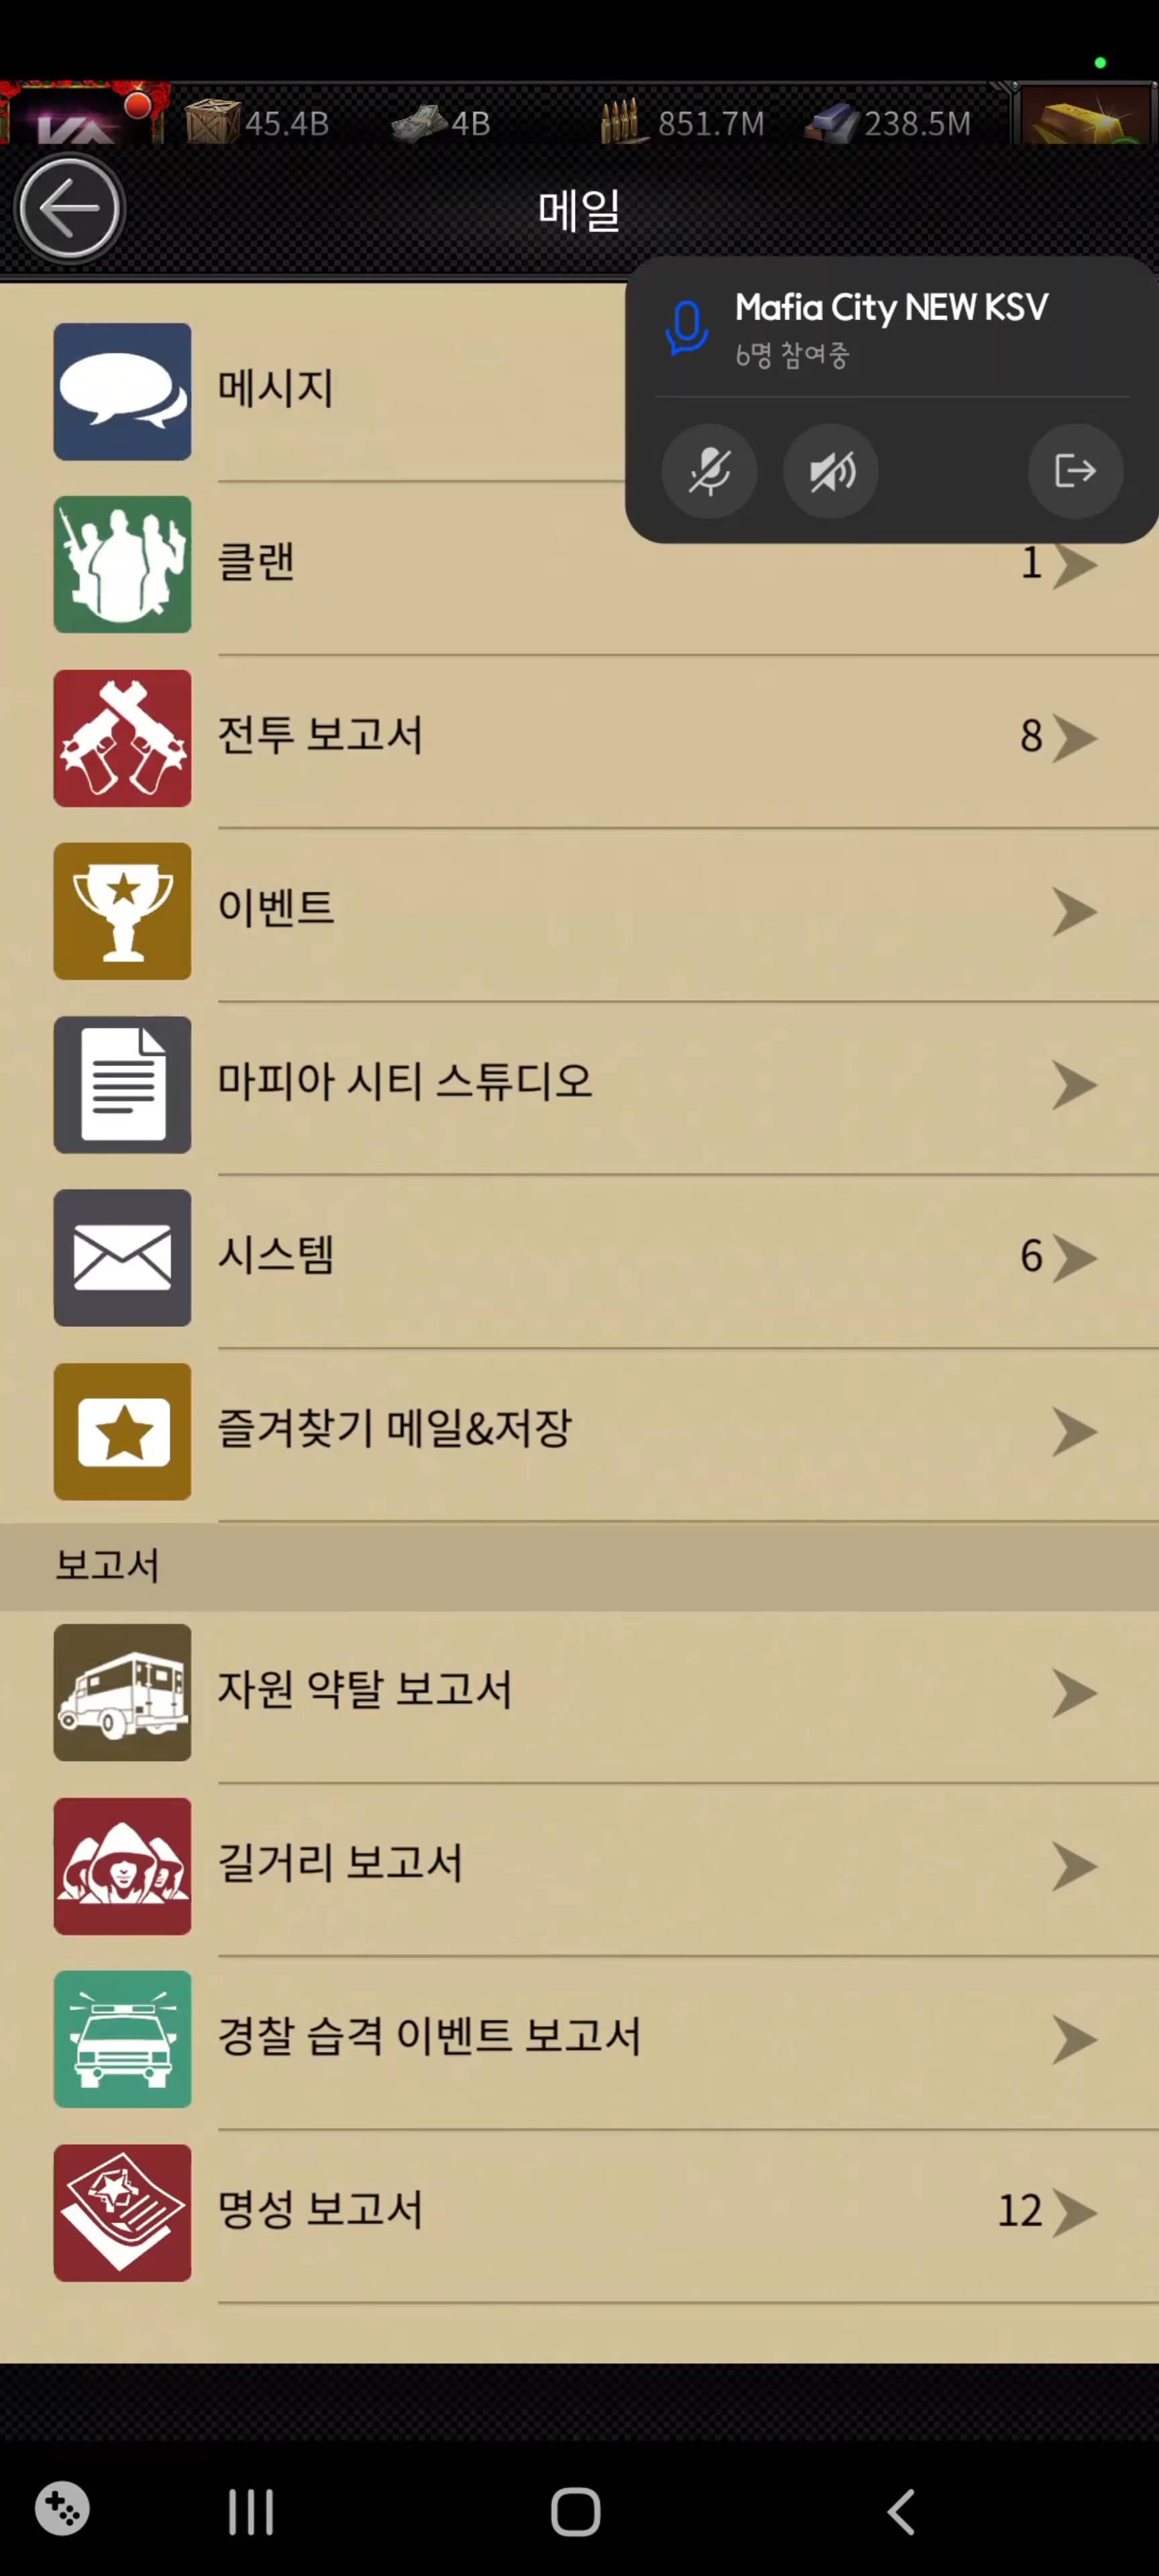 45.4B 4B 851.7M 238.5M
메일
Mafia City NEW KSV
6명 참여중
메시지
클랜 1
전투 보고서 8
이벤트
마피아 시티 스튜디오
시스템 6
즐겨찾기 메일&저장
보고서
자원 약탈 보고서
길거리 보고서
경찰 습격 이벤트 보고서
명성 보고서 12